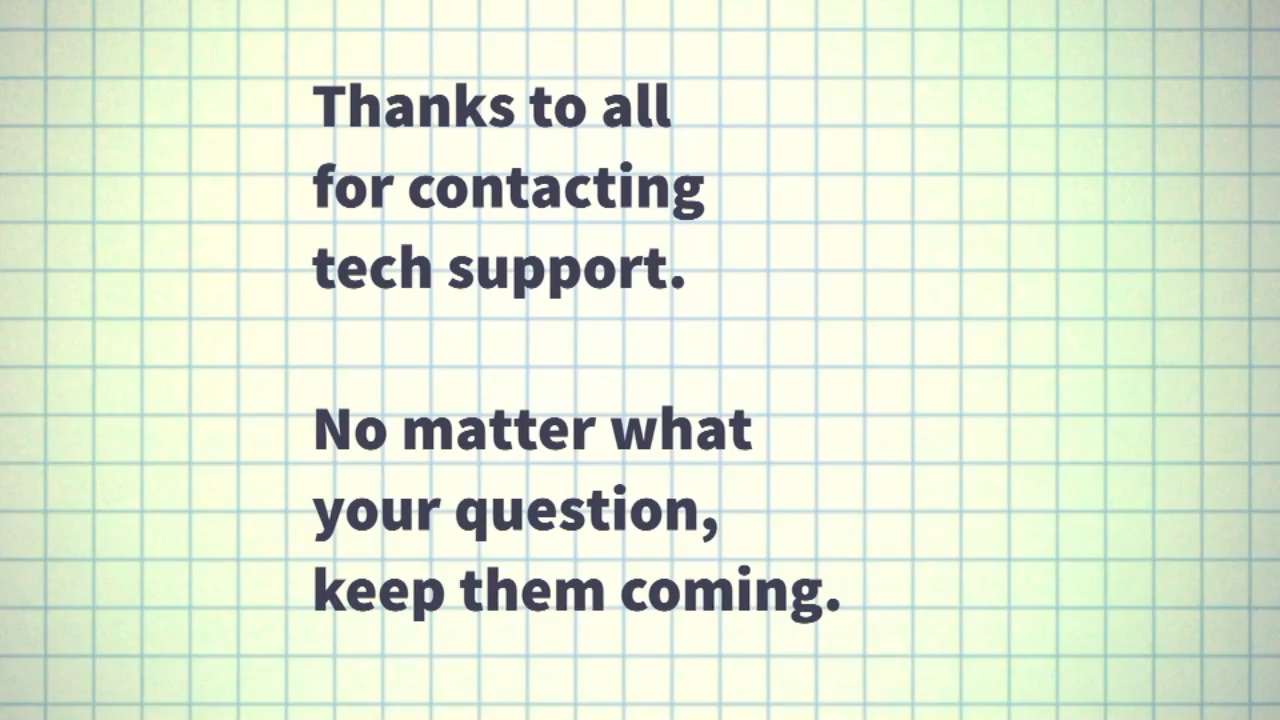 Thanks to all
for contacting
tech support.
No matter what
your question,
keep them coming.